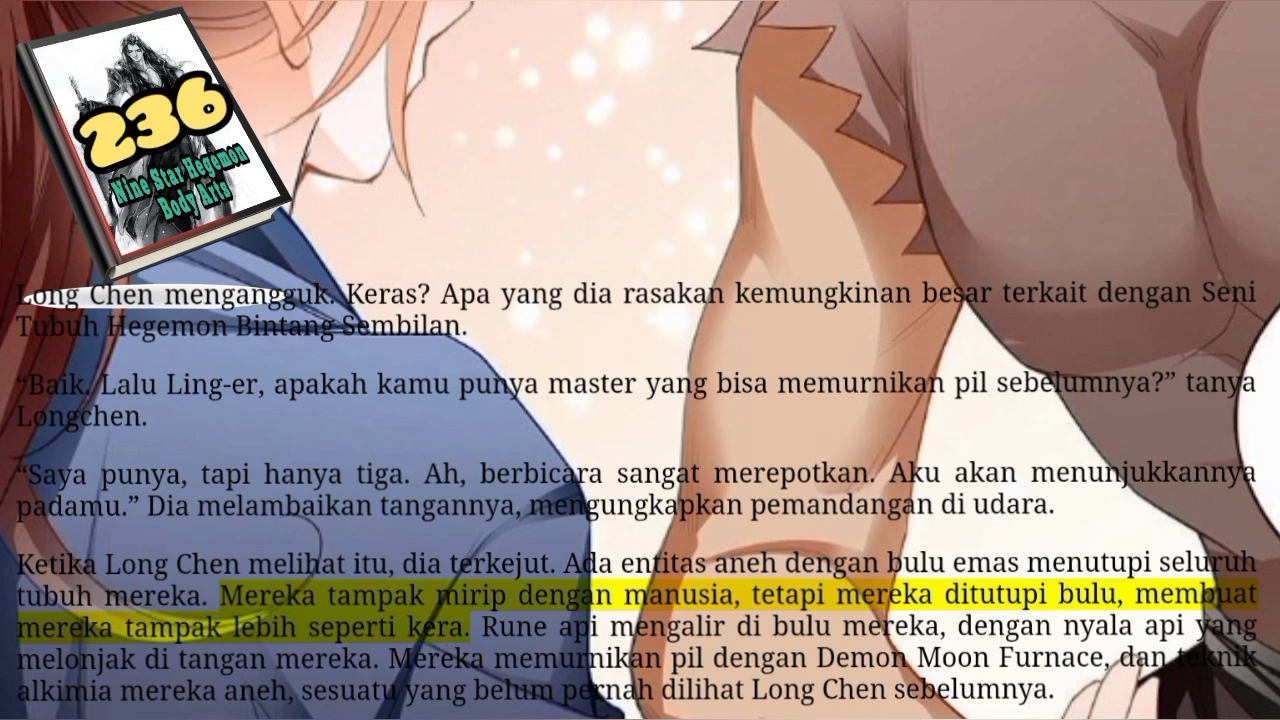 236
Nine Star Hegemon
Body Arts
Long Chen mengangguk. Keras? Apa yang dia rasakan kemungkinan besar terkait dengan Seni
Tubuh Hegemon Bintang Sembilan.
“Baik. Lalu Ling-er, apakah kamu punya master yang bisa memurnikan pil sebelumnya?” tanya
Longchen.
“Saya punya, tapi hanya tiga. Ah, berbicara sangat merepotkan. Aku akan menunjukkannya
padamu.” Dia melambaikan tangannya, mengungkapkan pemandangan di udara.
Ketika Long Chen melihat itu, dia terkejut. Ada entitas aneh dengan bulu emas menutupi seluruh
tubuh mereka. Mereka tampak mirip dengan manusia, tetapi mereka ditutupi bulu, membuat
mereka tampak lebih seperti kera. Rune api mengalir di bulu mereka, dengan nyala api yang
melonjak di tangan mereka. Mereka memurnikan pil dengan Demon Moon Furnace, dan teknik
alkimia mereka aneh, sesuatu yang belum pernah dilihat Long Chen sebelumnya.